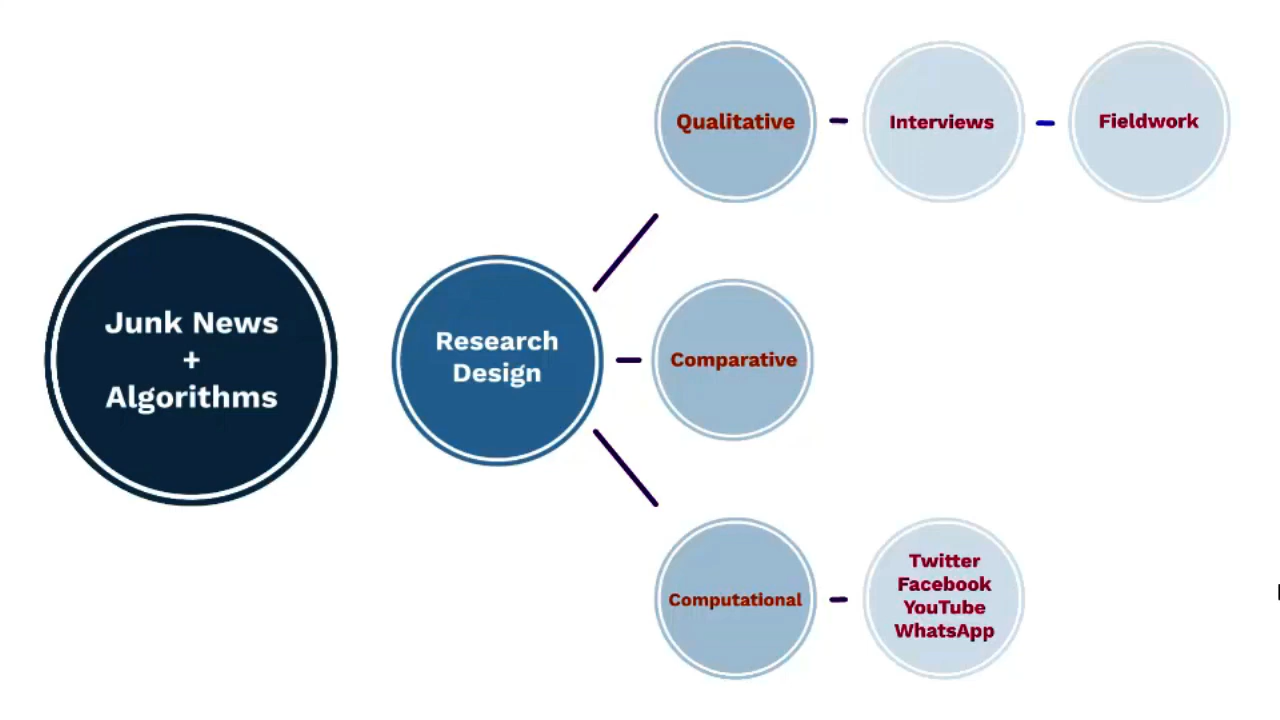 Junk News
+
Algorithms
Research
Design
Qualitative
Interviews
Fieldwork
Comparative
Computational
Twitter
Facebook
YouTube
WhatsApp